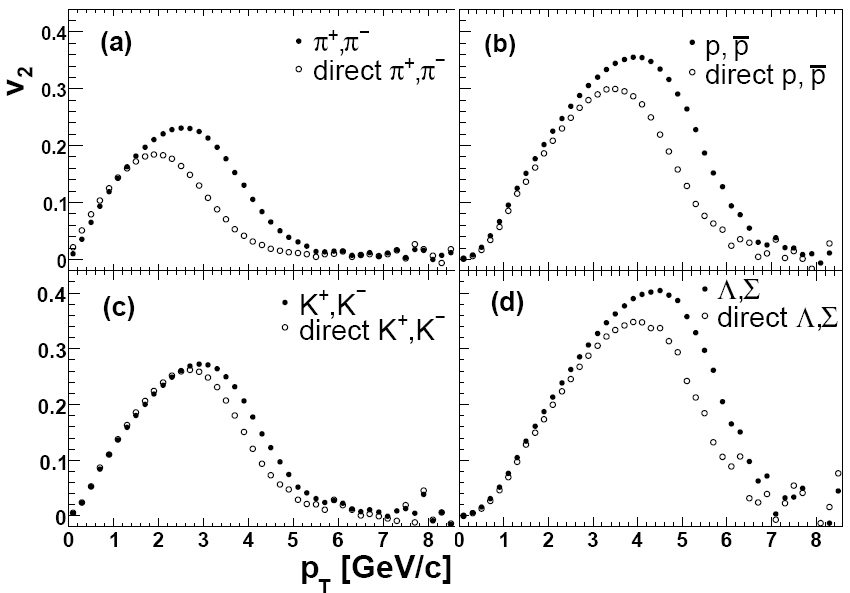 (a)
π⁺,π⁻
direct π⁺,π⁻
(b)
p, p̅
direct p, p̅
v₂
0.4
0.3
0.2
0.1
0
(c)
K⁺,K⁻
direct K⁺,K⁻
(d)
Λ,Σ
direct Λ,Σ
0.4
0.3
0.2
0.1
0
0 1 2 3 4 5 6 7 8 1 2 3 4 5 6 7 8
p_T [GeV/c]